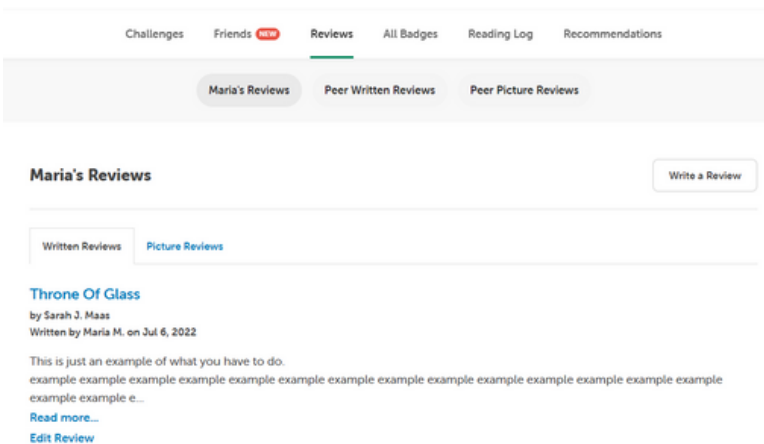 Challenges Friends NEW Reviews All Badges Reading Log Recommendations
Maria's Reviews Peer Written Reviews Peer Picture Reviews
Maria's Reviews Write a Review
Written Reviews Picture Reviews
Throne Of Glass
by Sarah J. Maas
Written by Maria M. on Jul 6, 2022
This is just an example of what you have to do.
example example example example example example example example example example example example example example
example example e...
Read more...
Edit Review